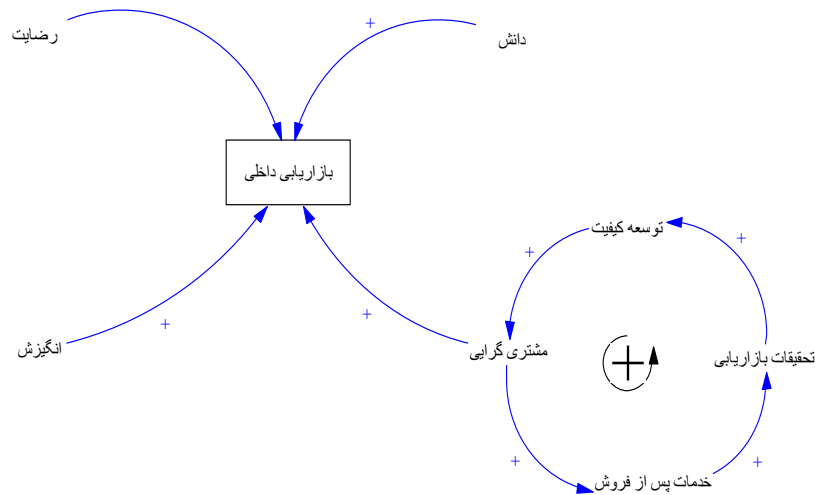 رضایت
+
دانش
بازاریابی داخلی
توسعه کیفیت
+
+
انگیزش
+
+
مشتری گرایی
+
تحقیقات بازاریابی
+
+
خدمات پس از فروش